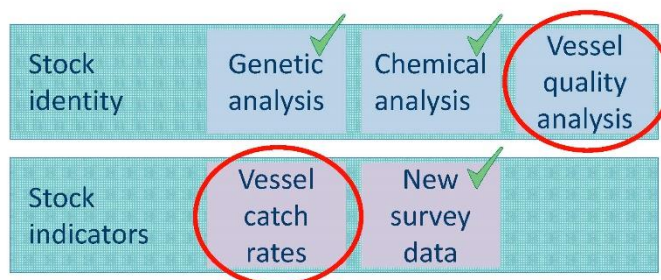 Stock
identity
Genetic
analysis
Chemical
analysis
Vessel
quality
analysis
Stock
indicators
Vessel
catch
rates
New
survey
data